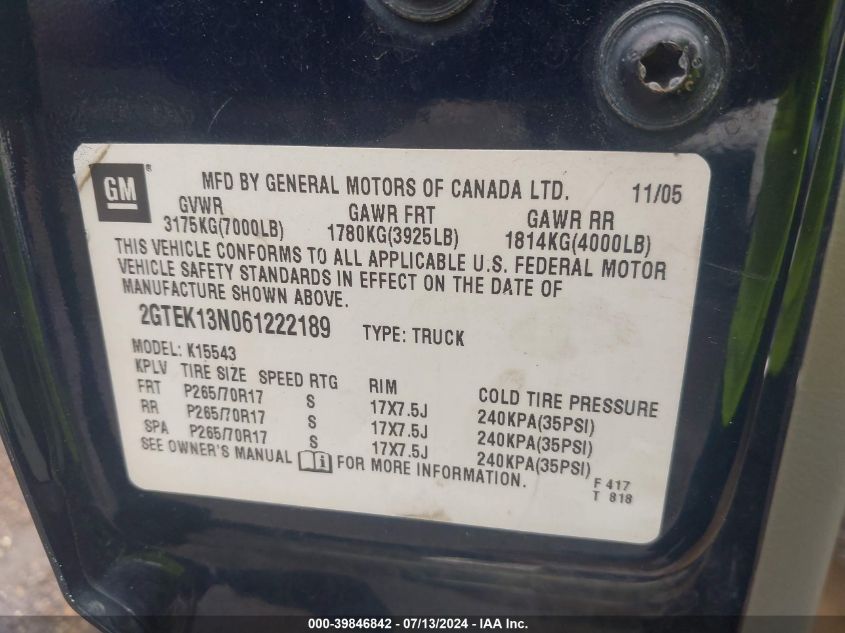 GM ®
MFD BY GENERAL MOTORS OF CANADA LTD. 11/05
GVWR GAWR FRT GAWR RR
3175KG(7000LB) 1780KG(3925LB) 1814KG(4000LB)
THIS VEHICLE CONFORMS TO ALL APPLICABLE U.S. FEDERAL MOTOR
VEHICLE SAFETY STANDARDS IN EFFECT ON THE DATE OF
MANUFACTURE SHOWN ABOVE.
2GTEK13N061222189 TYPE: TRUCK
MODEL: K15543
KPLV TIRE SIZE SPEED RTG RIM COLD TIRE PRESSURE
FRT P265/70R17 S 17X7.5J 240KPA(35PSI)
RR P265/70R17 S 17X7.5J 240KPA(35PSI)
SPA P265/70R17 S 17X7.5J 240KPA(35PSI)
SEE OWNER'S MANUAL i FOR MORE INFORMATION.
F 417
T 818
000-39846842 - 07/13/2024 - IAA Inc.